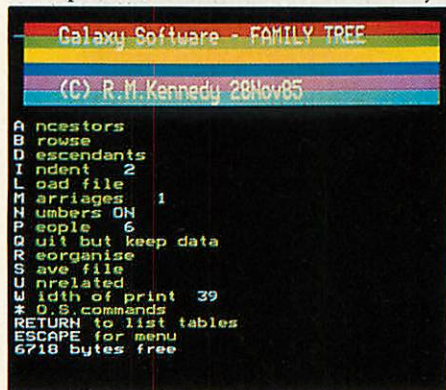 Galaxy Software - FAMILY TREE
(C) R.M.Kennedy 28Nov85
A ncestors
B rowse
D escendants
I ndent 2
L oad file
M arriages 1
N umbers ON
P eople 6
Q uit but keep data
R eorganise
S ave file
U nrelated
W idth of print 39
* O.S.commands
RETURN to list tables
ESCAPE for menu
6718 bytes free